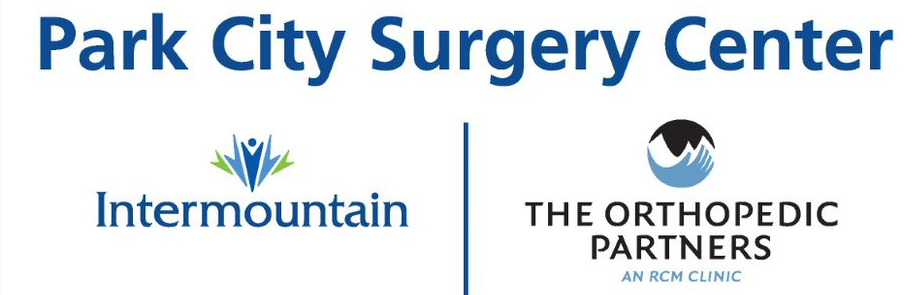 Park City Surgery Center
Intermountain
THE ORTHOPEDIC
PARTNERS
AN RCM CLINIC